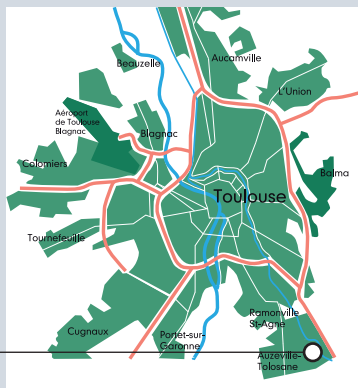 Beauzelle
Aucamville
L'Union
Aéroport
de Toulouse
Blagnac
Blagnac
Colomiers
Balma
Toulouse
Tournefeuille
Ramonville
St-Agne
Cugnaux
Portet-sur-
Garonne
Auzeville-
Tolosane